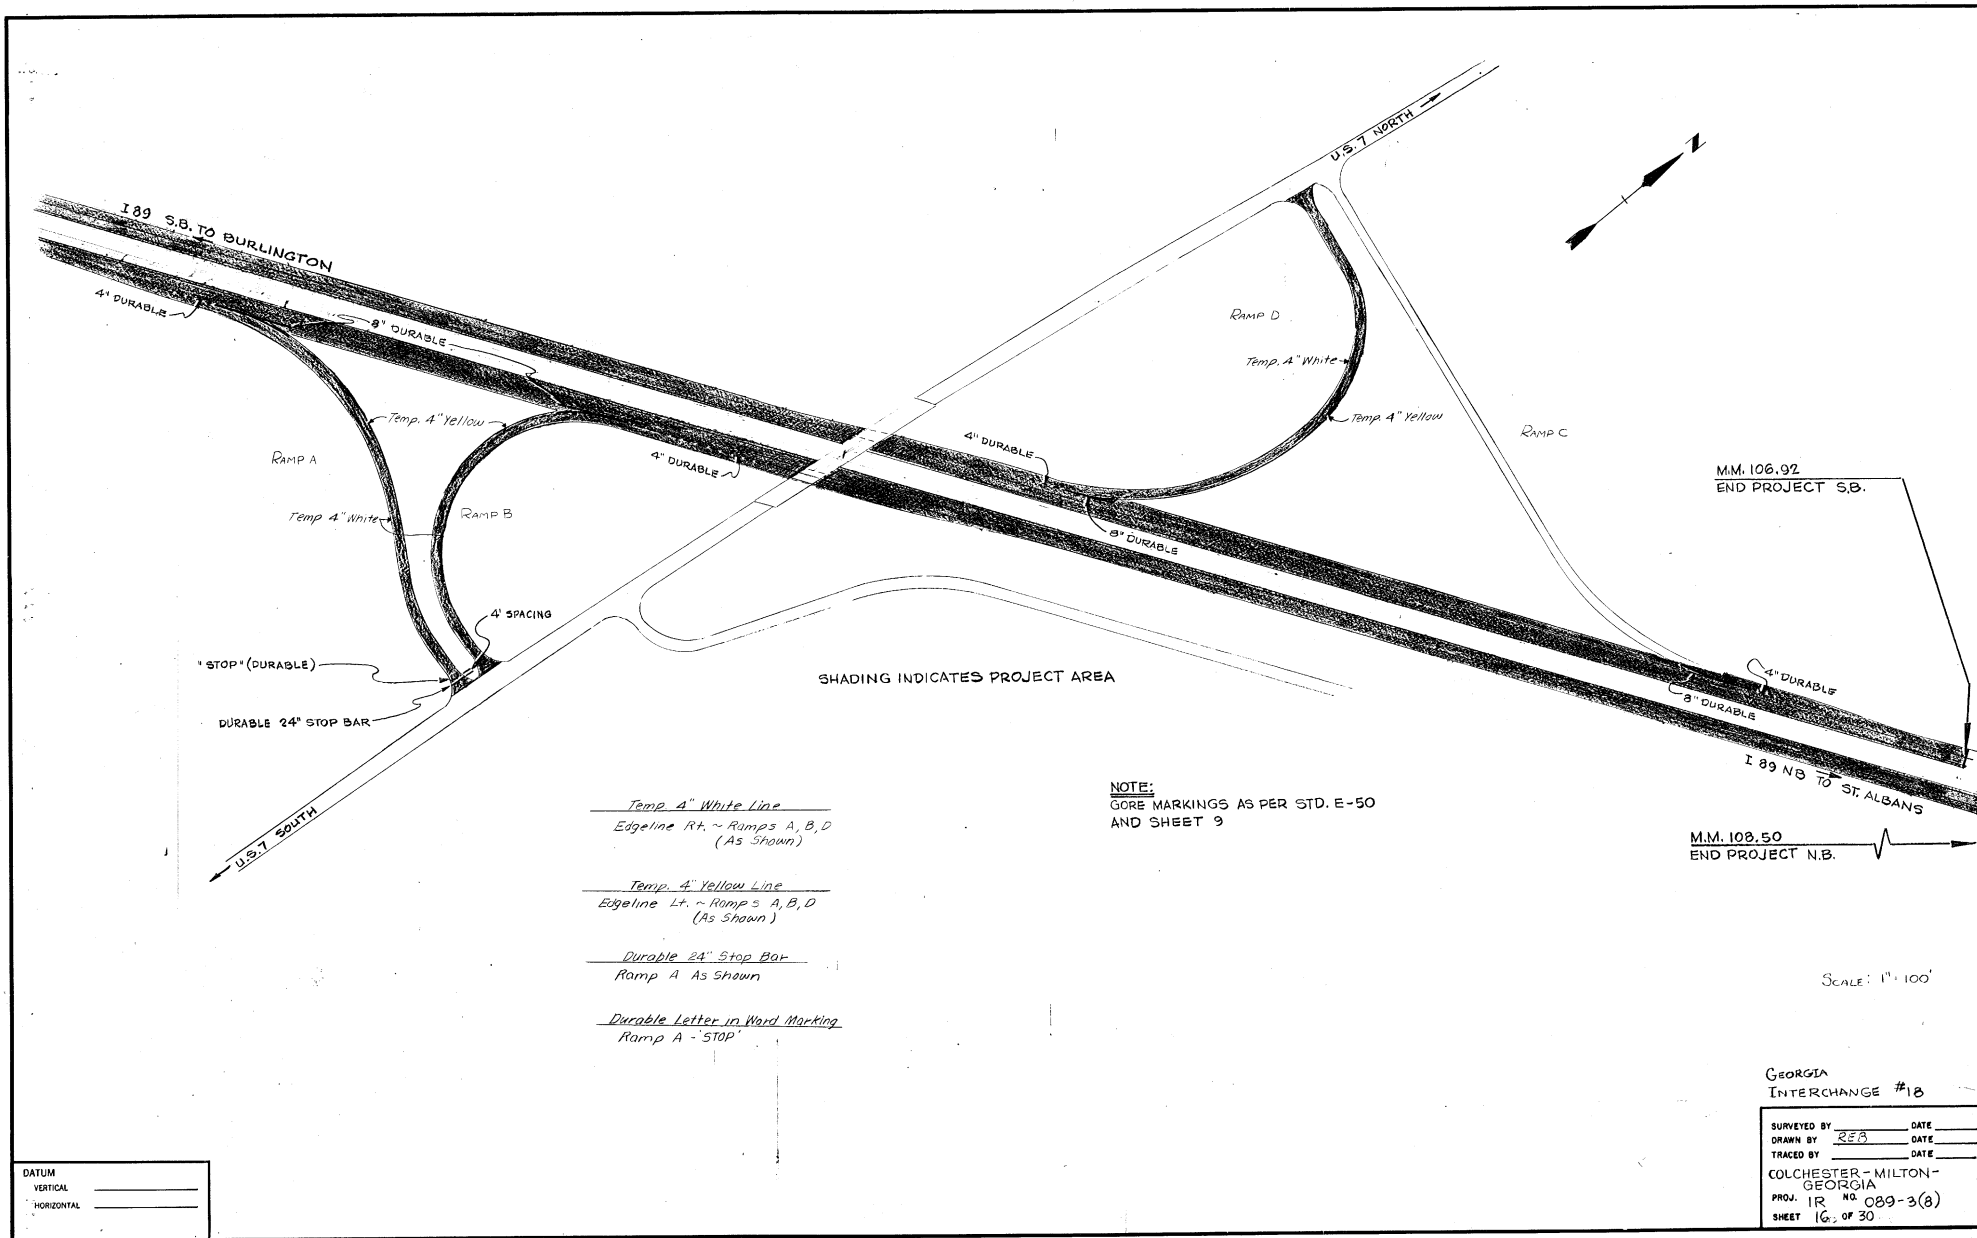 U.S. 7 NORTH
N
I 89 S.B. TO BURLINGTON
4" DURABLE
8" DURABLE
RAMP D
Temp. 4" White
Temp. 4" Yellow
Temp. 4" Yellow
RAMP A
4" DURABLE
4" DURABLE
RAMP C
M.M. 106.92
END PROJECT S.B.
Temp 4" White
RAMP B
8" DURABLE
4' SPACING
"STOP" (DURABLE)
SHADING INDICATES PROJECT AREA
4" DURABLE
8" DURABLE
DURABLE 24" STOP BAR
I 89 NB TO ST. ALBANS
U.S. 7 SOUTH
Temp. 4" White Line
Edgeline Rt. ~ Ramps A, B, D
(As Shown)
NOTE:
GORE MARKINGS AS PER STD. E-50
AND SHEET 9
M.M. 108.50
END PROJECT N.B.
Temp. 4" Yellow Line
Edgeline Lt. ~ Ramps A, B, D
(As Shown)
Durable 24" Stop Bar
Ramp A As Shown
SCALE: 1" = 100'
Durable Letter in Word Marking
Ramp A - 'STOP'
GEORGIA
INTERCHANGE #18
SURVEYED BY DATE
DRAWN BY REB DATE
TRACED BY DATE
COLCHESTER-MILTON-
GEORGIA
PROJ. IR NO. 089-3(8)
SHEET 16 OF 30
DATUM
VERTICAL
HORIZONTAL